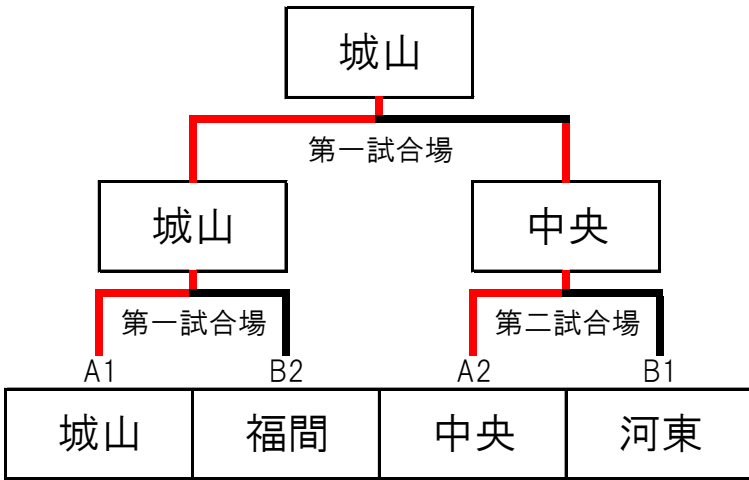 城山
第一試合場
城山 中央
第一試合場 第二試合場
A1 B2 A2 B1
城山 福間 中央 河東